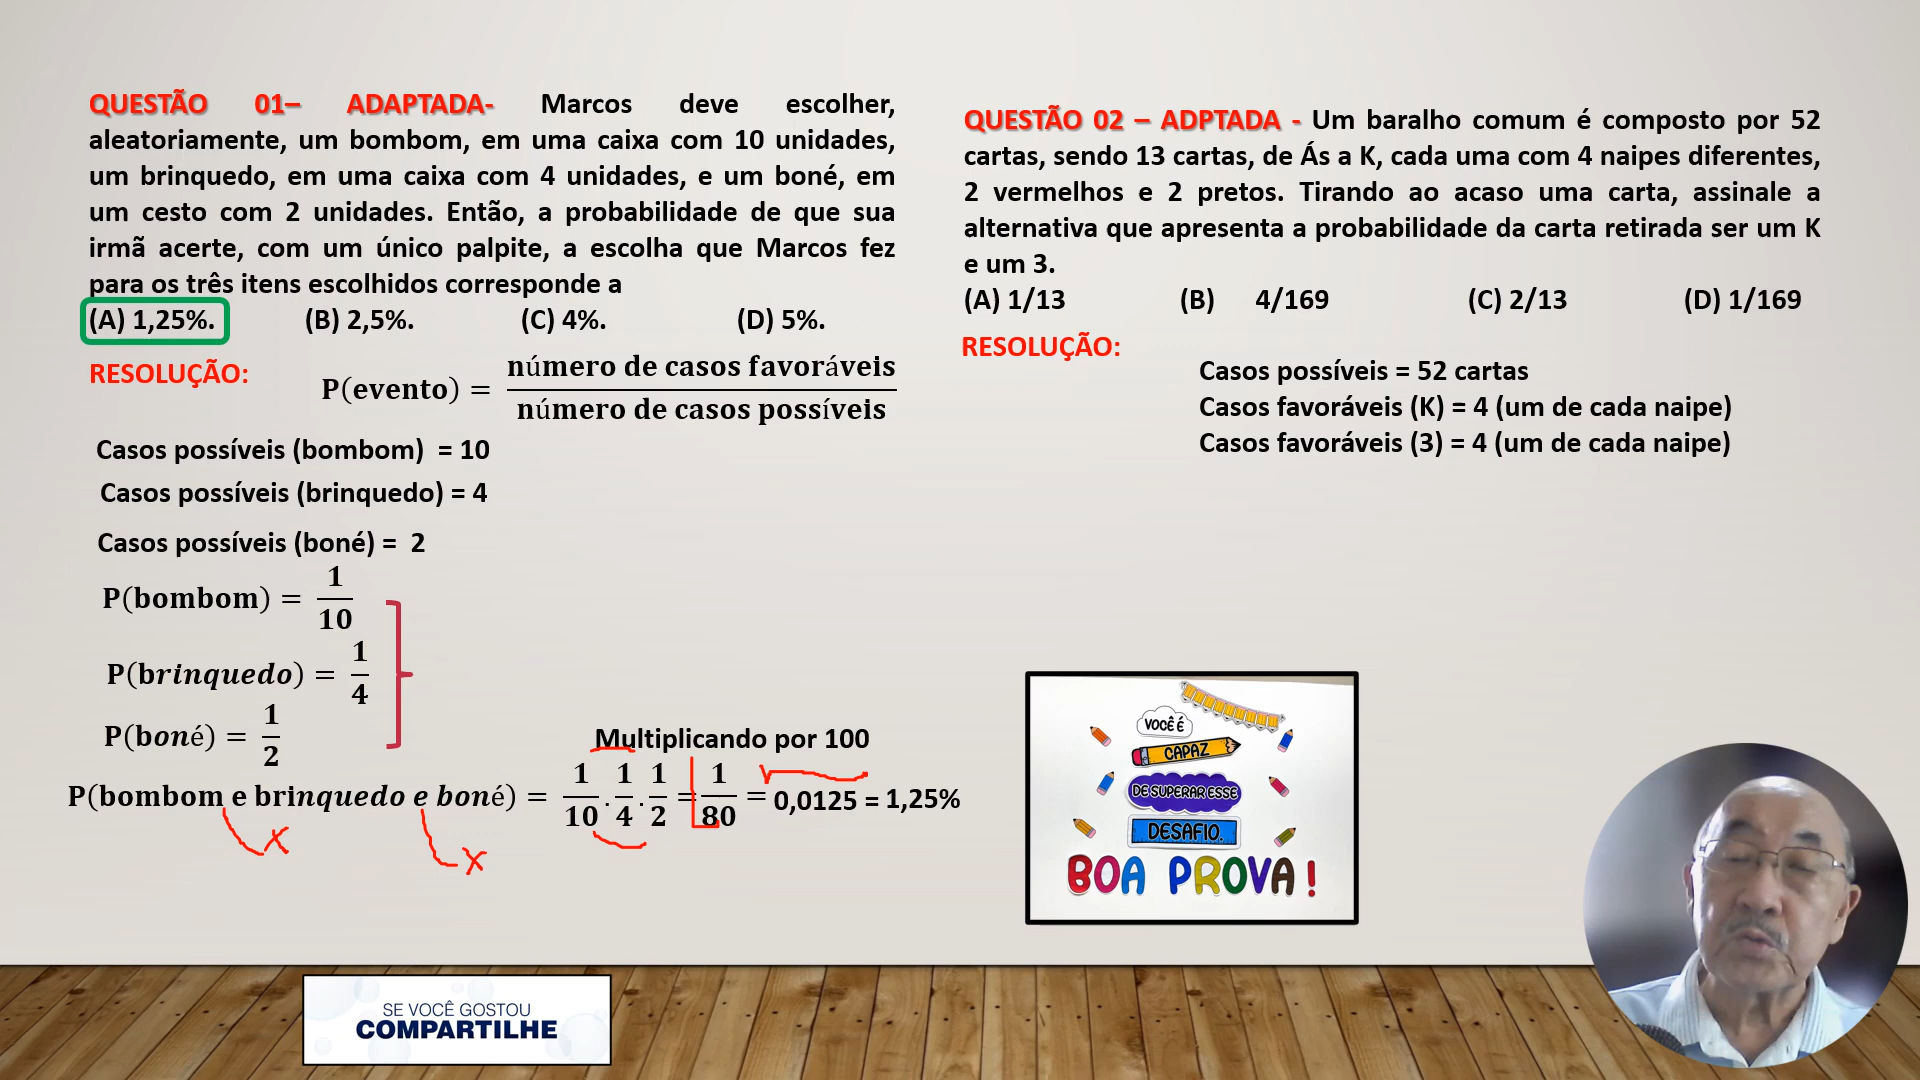 QUESTÃO 01– ADAPTADA- Marcos deve escolher,
aleatoriamente, um bombom, em uma caixa com 10 unidades,
um brinquedo, em uma caixa com 4 unidades, e um boné, em
um cesto com 2 unidades. Então, a probabilidade de que sua
irmã acerte, com um único palpite, a escolha que Marcos fez
para os três itens escolhidos corresponde a
(A) 1,25%. (B) 2,5%. (C) 4%. (D) 5%.
RESOLUÇÃO:
P(evento) = número de casos favoráveis / número de casos possíveis
Casos possíveis (bombom) = 10
Casos possíveis (brinquedo) = 4
Casos possíveis (boné) = 2
P(bombom) = 1/10
P(brinquedo) = 1/4
P(boné) = 1/2
Multiplicando por 100
P(bombom e brinquedo e boné) = 1/10 . 1/4 . 1/2 = 1/80 = 0,0125 = 1,25%
x x
QUESTÃO 02 – ADPTADA - Um baralho comum é composto por 52
cartas, sendo 13 cartas, de Ás a K, cada uma com 4 naipes diferentes,
2 vermelhos e 2 pretos. Tirando ao acaso uma carta, assinale a
alternativa que apresenta a probabilidade da carta retirada ser um K
e um 3.
(A) 1/13 (B) 4/169 (C) 2/13 (D) 1/169
RESOLUÇÃO:
Casos possíveis = 52 cartas
Casos favoráveis (K) = 4 (um de cada naipe)
Casos favoráveis (3) = 4 (um de cada naipe)
VOCÊ É
CAPAZ
DE SUPERAR ESSE
DESAFIO.
BOA PROVA!
SE VOCÊ GOSTOU
COMPARTILHE